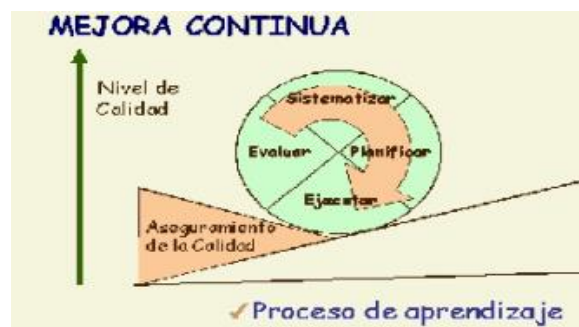 MEJORA CONTINUA
Nivel de
Calidad
Sistematizar
Evaluar
Planificar
Ejecutar
Aseguramiento
de la Calidad
✓ Proceso de aprendizaje